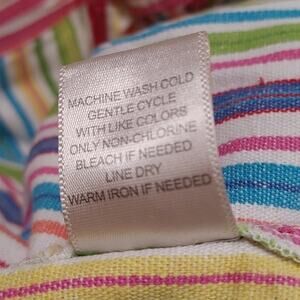 MACHINE WASH COLD
GENTLE CYCLE
WITH LIKE COLORS
ONLY NON-CHLORINE
BLEACH IF NEEDED
LINE DRY
WARM IRON IF NEEDED